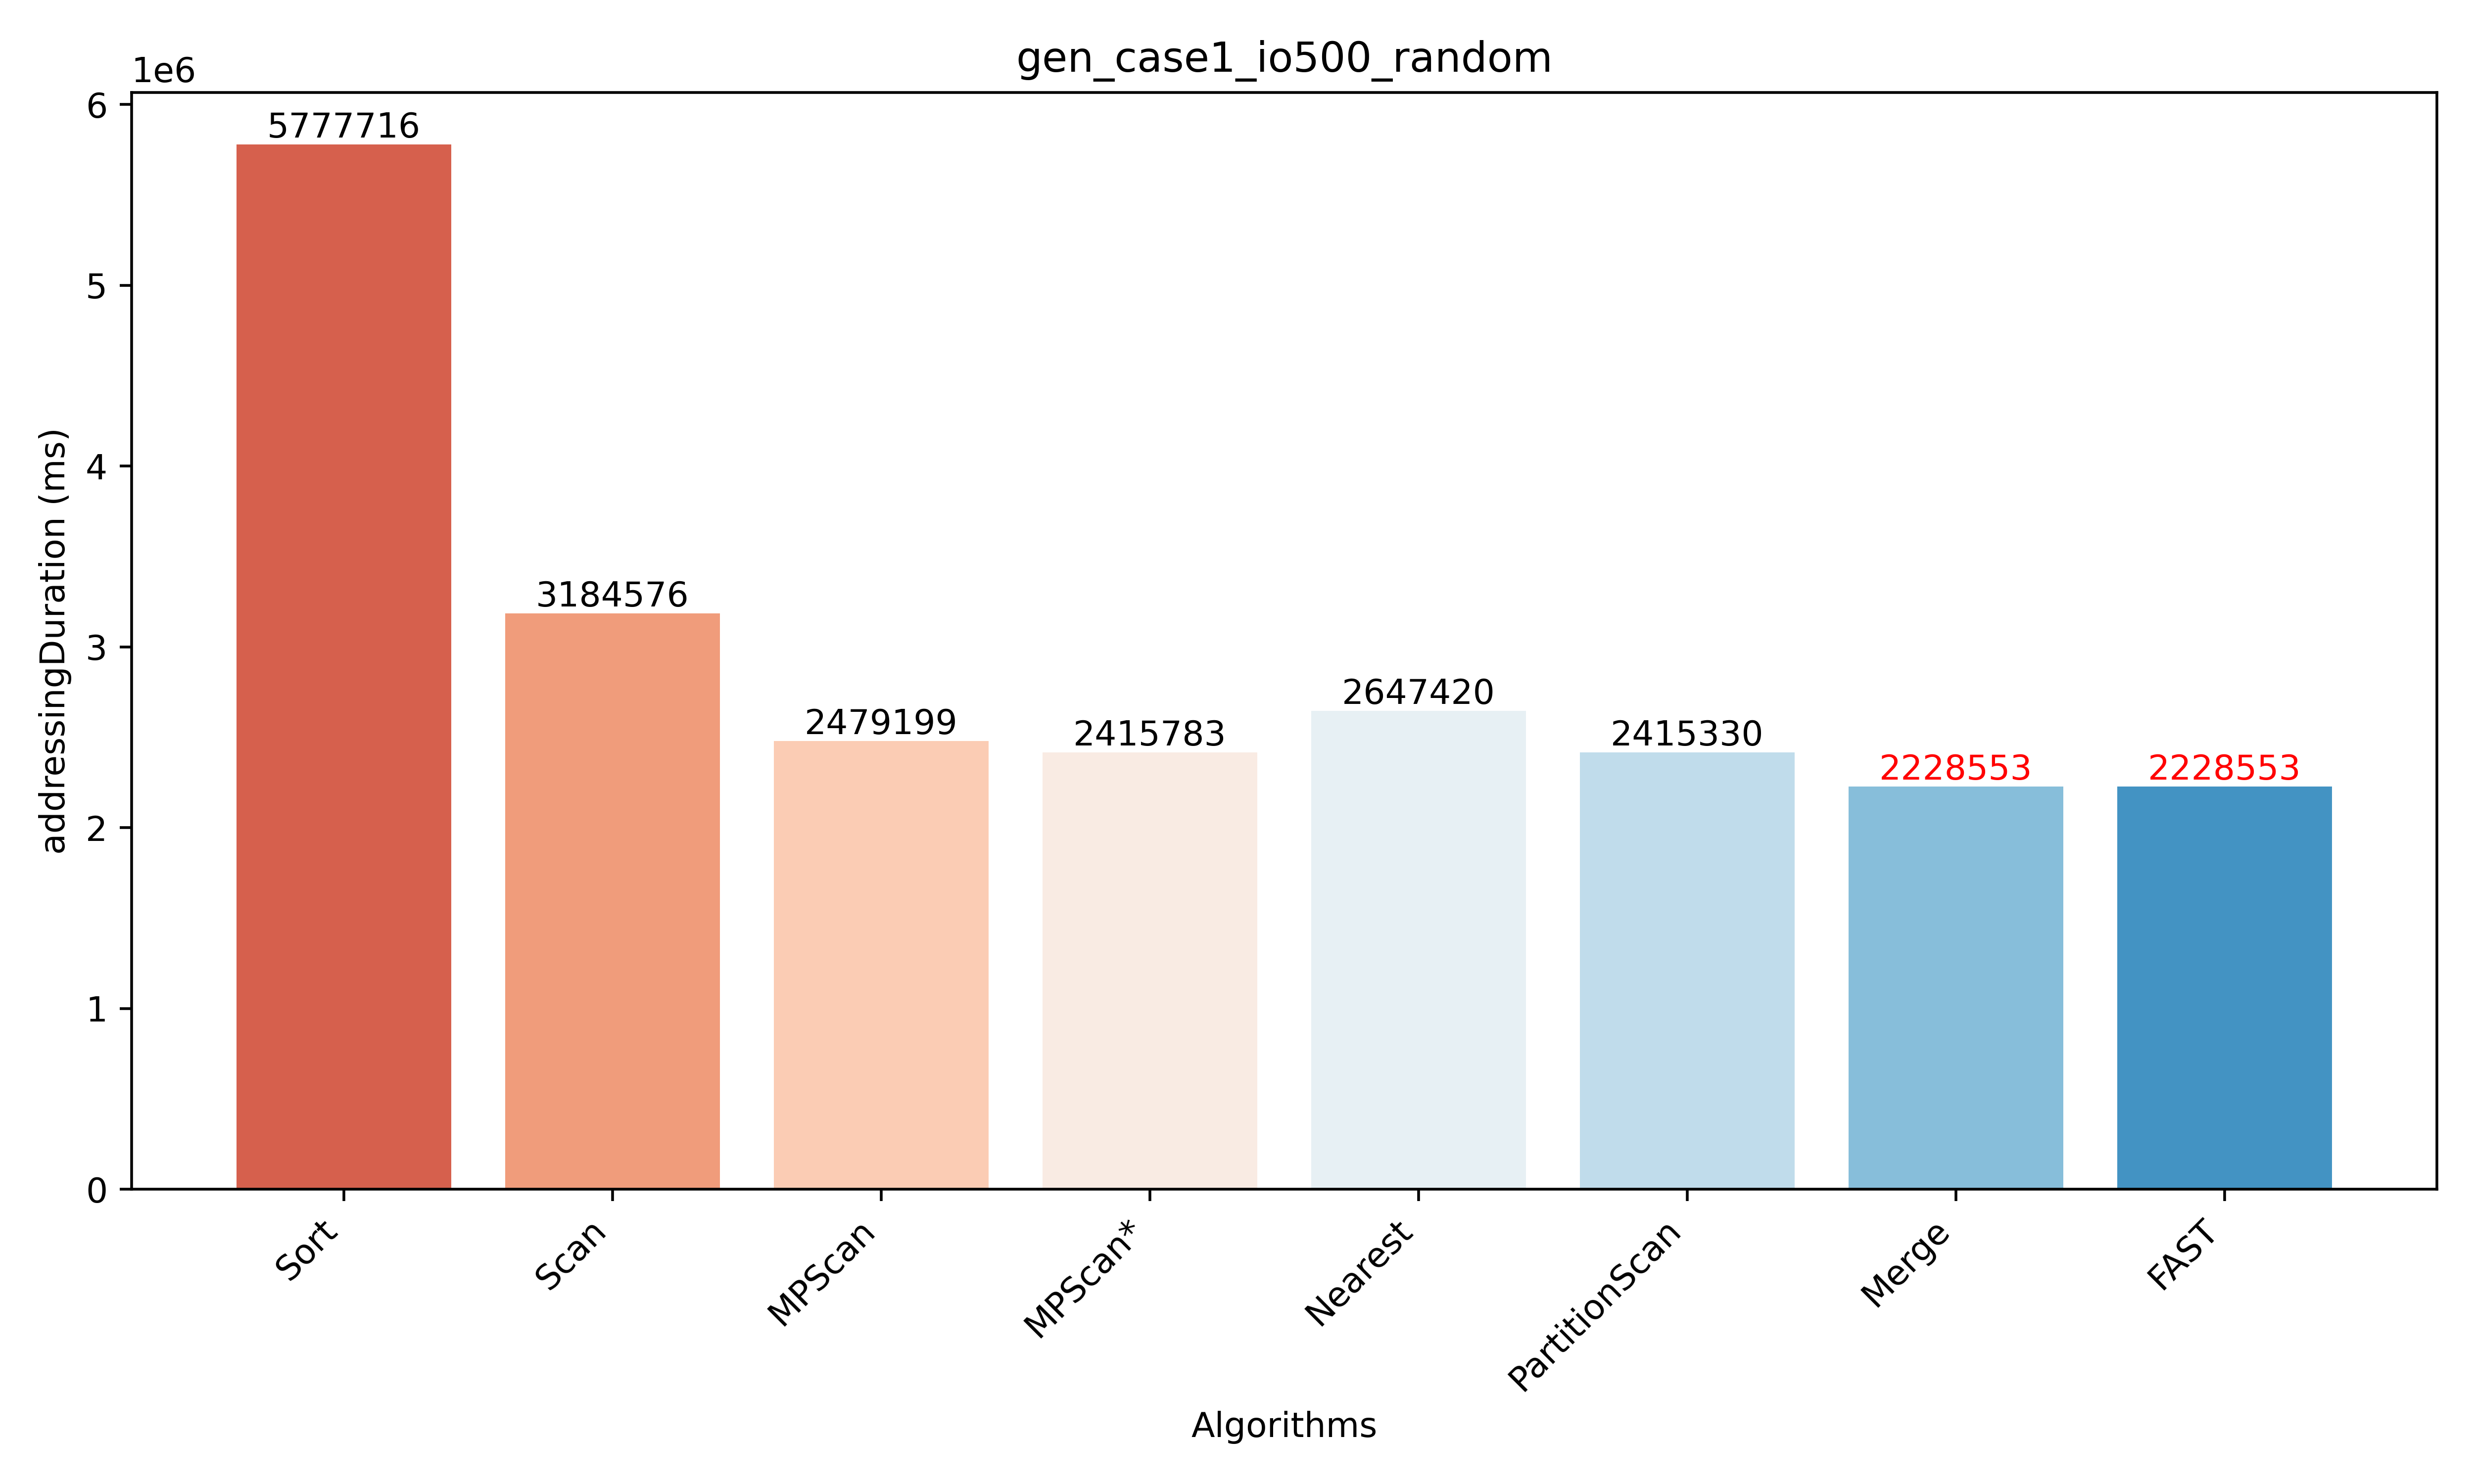 gen_case1_io500_random
1e6
6
5
4
3
2
1
0
addressingDuration (ms)
5777716
3184576
2479199
2415783
2647420
2415330
2228553
2228553
Sort
Scan
MPScan
MPScan*
Nearest
PartitionScan
Merge
FAST
Algorithms